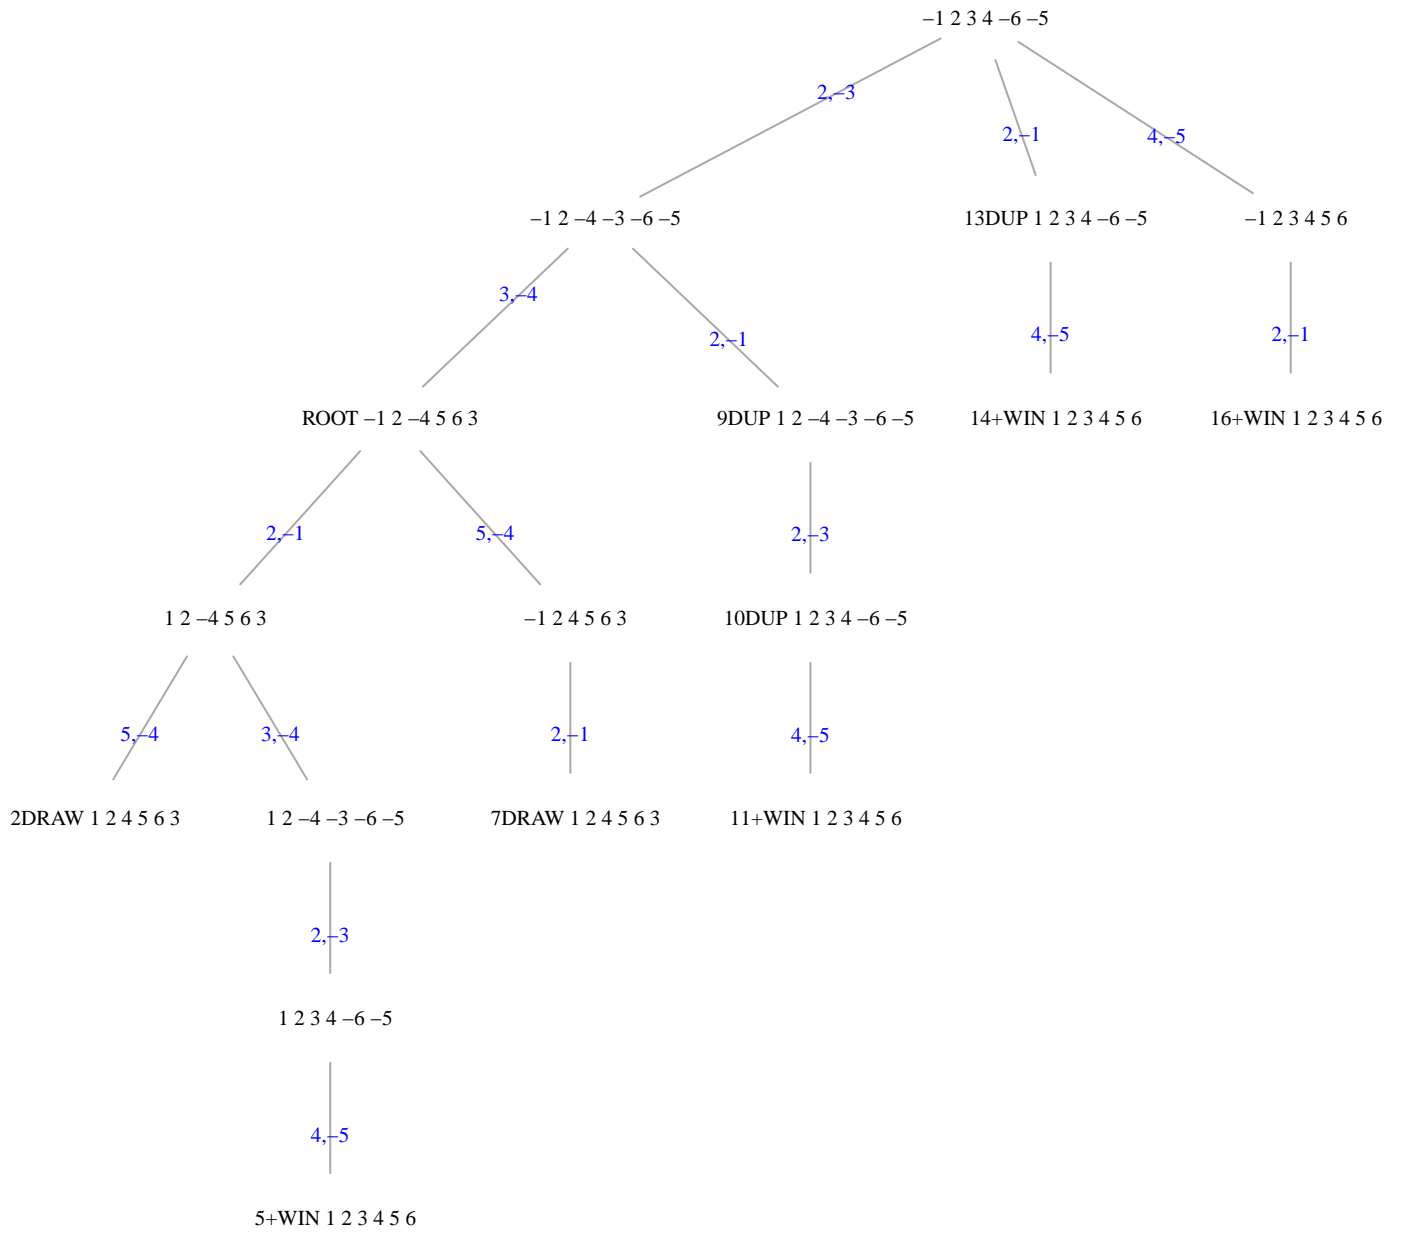 –1 2 3 4 –6 –5
2,–3
2,–1
4,–5
–1 2 –4 –3 –6 –5
13DUP 1 2 3 4 –6 –5
–1 2 3 4 5 6
3,–4
2,–1
4,–5
2,–1
ROOT –1 2 –4 5 6 3
9DUP 1 2 –4 –3 –6 –5
14+WIN 1 2 3 4 5 6
16+WIN 1 2 3 4 5 6
2,–1
5,–4
2,–3
1 2 –4 5 6 3
–1 2 4 5 6 3
10DUP 1 2 3 4 –6 –5
5,–4
3,–4
2,–1
4,–5
2DRAW 1 2 4 5 6 3
1 2 –4 –3 –6 –5
7DRAW 1 2 4 5 6 3
11+WIN 1 2 3 4 5 6
2,–3
1 2 3 4 –6 –5
4,–5
5+WIN 1 2 3 4 5 6